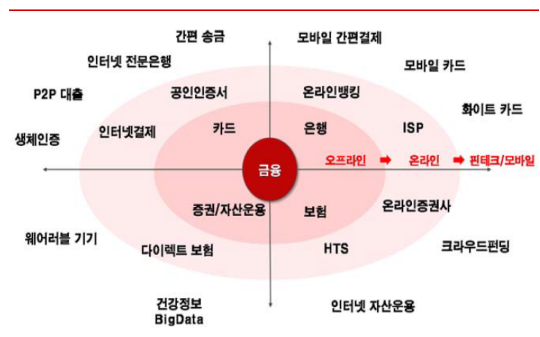 간편 송금
모바일 간편결제
인터넷 전문은행
모바일 카드
P2P 대출
공인인증서
온라인뱅킹
화이트 카드
생체인증
인터넷결제
카드
은행
ISP
금융
오프라인
온라인
핀테크/모바일
증권/자산운용
보험
온라인증권사
웨어러블 기기
다이렉트 보험
HTS
크라우드펀딩
건강정보
BigData
인터넷 자산운용